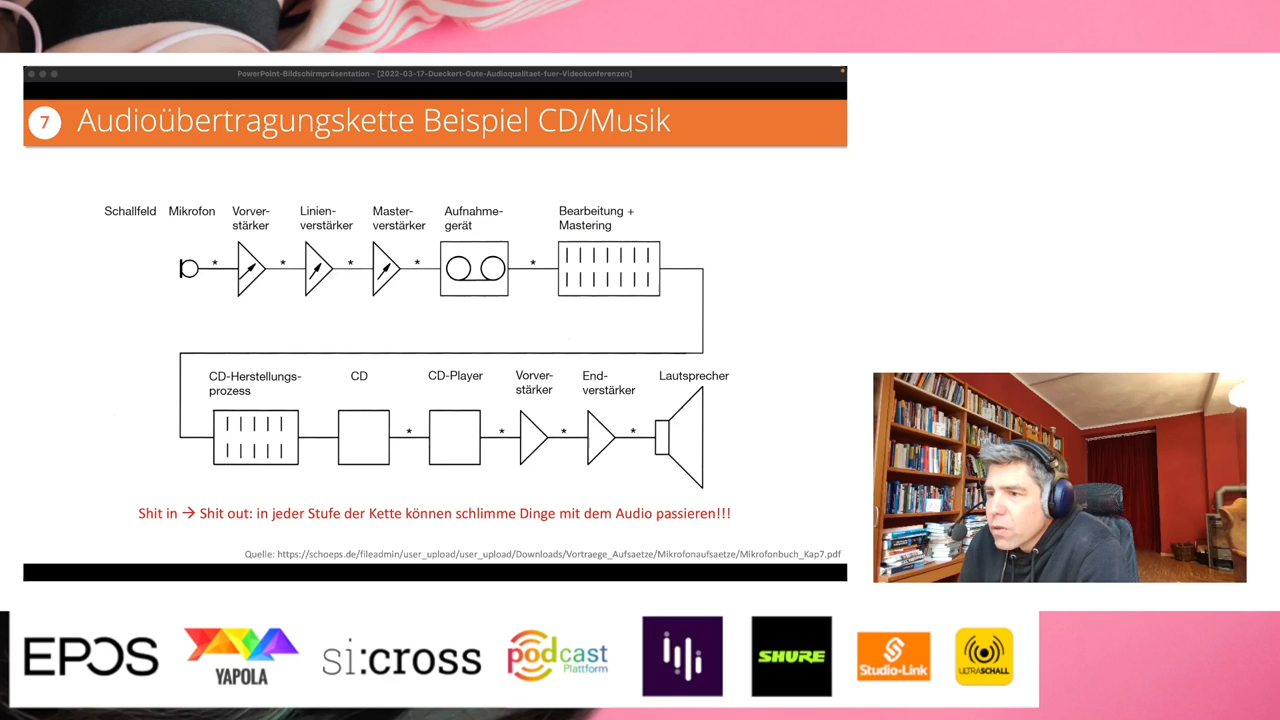 PowerPoint-Bildschirmpräsentation - [2022-03-17-Dueckert-Gute-Audioqualitaet-fuer-Videokonferenzen]
7 Audioübertragungskette Beispiel CD/Musik
Schallfeld
Mikrofon
Vorver-
stärker
Linien-
verstärker
Master-
verstärker
Aufnahme-
gerät
Bearbeitung +
Mastering
* * * * *
CD-Herstellungs-
prozess
CD
CD-Player
Vorver-
stärker
End-
verstärker
Lautsprecher
* * * *
Shit in → Shit out: in jeder Stufe der Kette können schlimme Dinge mit dem Audio passieren!!!
Quelle: https://schoeps.de/fileadmin/user_upload/user_upload/Downloads/Vortraege_Aufsaetze/Mikrofonaufsaetze/Mikrofonbuch_Kap7.pdf
EPOS
YAPOLA
si:cross
podcast
Plattform
SHURE
Studio-Link
ULTRASCHALL